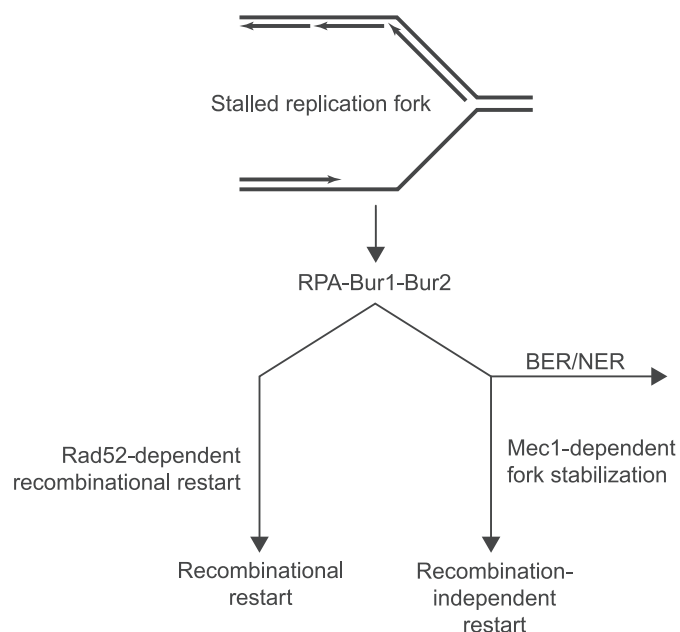 Stalled replication fork
RPA-Bur1-Bur2
BER/NER
Rad52-dependent
recombinational restart
Mec1-dependent
fork stabilization
Recombinational
restart
Recombination-
independent
restart